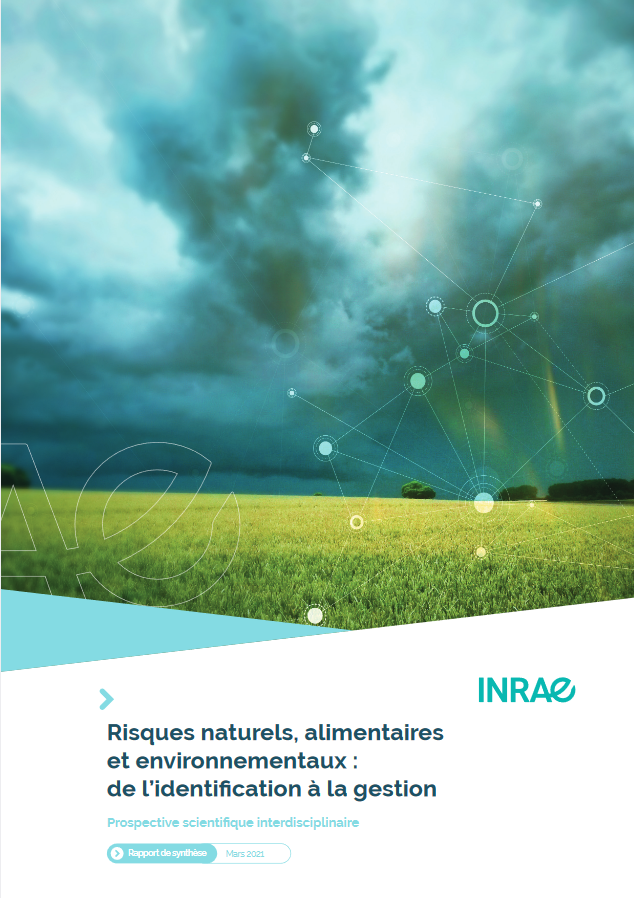 INRAE
Risques naturels, alimentaires
et environnementaux :
de l’identification à la gestion
Prospective scientifique interdisciplinaire
Rapport de synthèse
Mars 2021